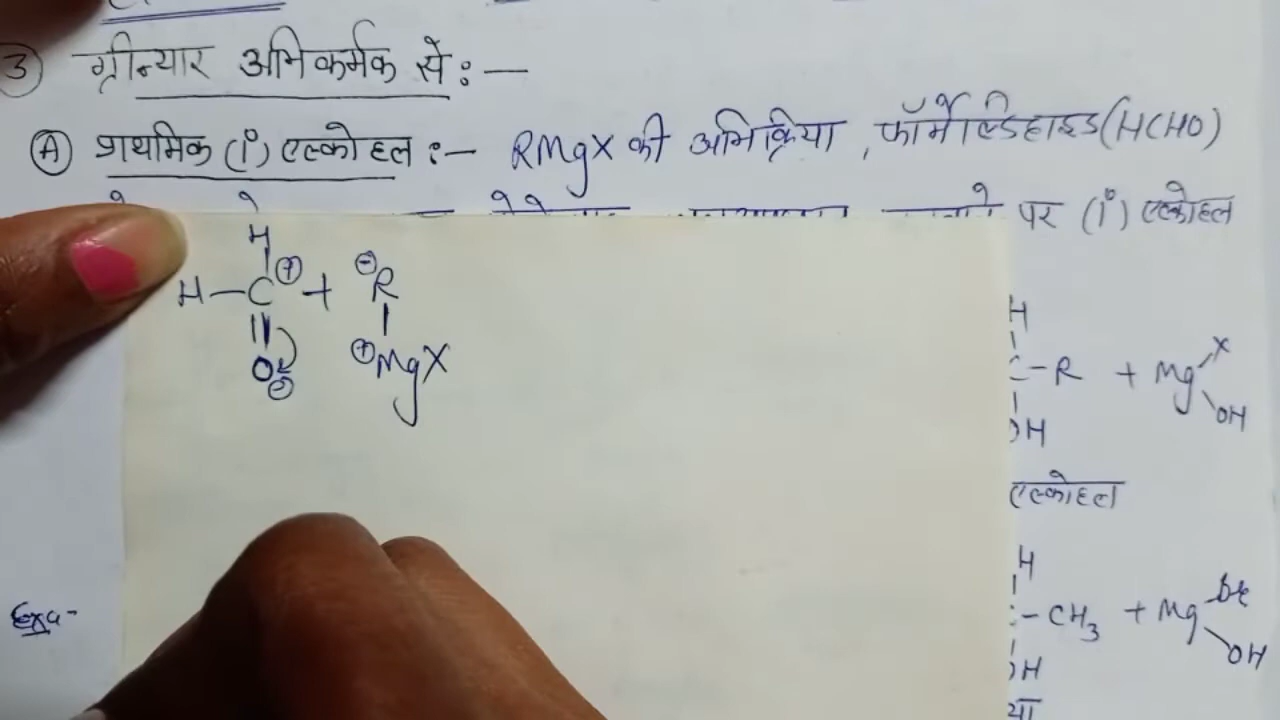 ③ ग्रीन्यार अभिकर्मक से :—
Ⓐ प्राथमिक (1°) एल्कोहल :— RMgX की अभिक्रिया , फॉर्मेल्डिहाइड (HCHO)
पर (1°) एल्कोहल
H
H—C⊕ + ⊖R
||
O⊖ ⊕MgX
H
C-R + Mg X
OH OH
एल्कोहल
Exa-
H
- CH3 + Mg Br
OH OH
या